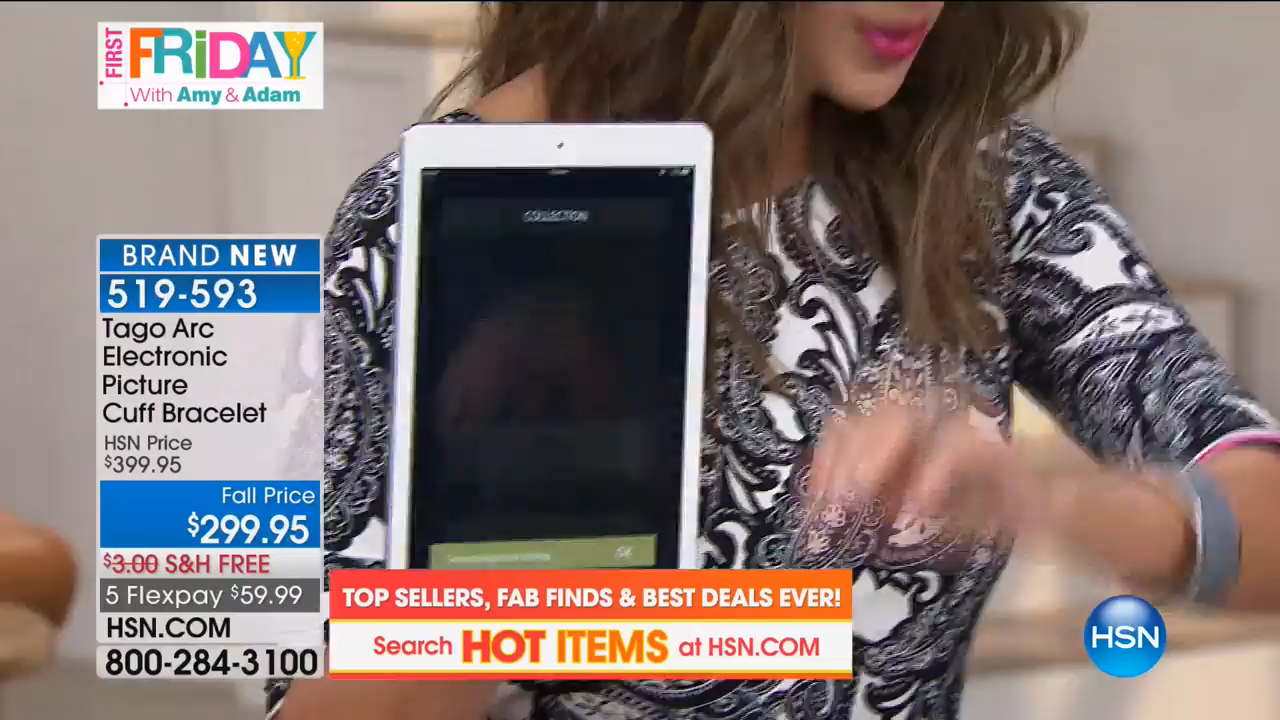 FIRST
FRiDAY
With Amy & Adam
BRAND NEW
519-593
Tago Arc
Electronic
Picture
Cuff Bracelet
HSN Price
$399.95
Fall Price
$299.95
$3.00 S&H FREE
5 Flexpay $59.99
HSN.COM
800-284-3100
COLLECTION
OK
TOP SELLERS, FAB FINDS & BEST DEALS EVER!
Search HOT ITEMS at HSN.COM
HSN